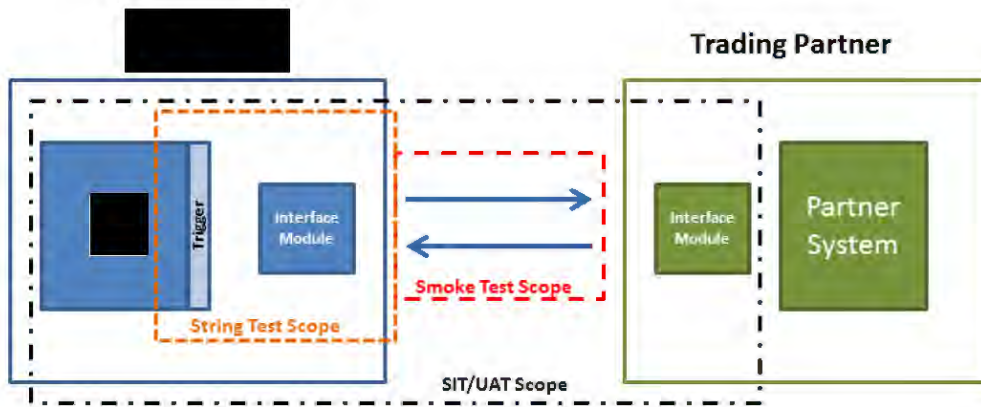 Trading Partner
Trigger
Interface
Module
Interface
Module
Partner
System
Smoke Test Scope
String Test Scope
SIT/UAT Scope